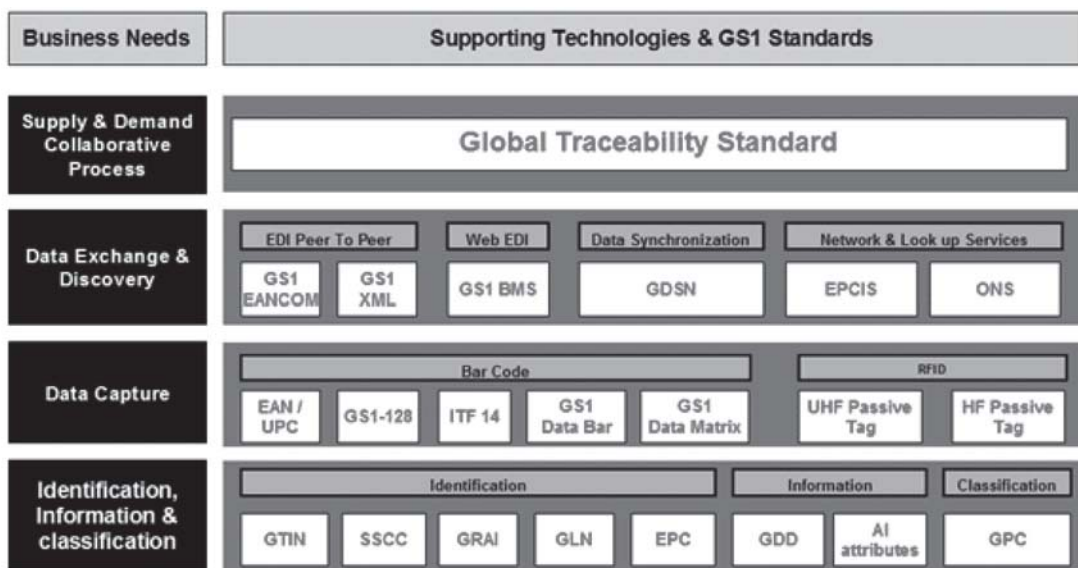 Business Needs
Supporting Technologies & GS1 Standards
Supply & Demand
Collaborative
Process
Global Traceability Standard
Data Exchange &
Discovery
EDI Peer To Peer
Web EDI
Data Synchronization
Network & Look up Services
GS1
EANCOM
GS1
XML
GS1 BMS
GDSN
EPCIS
ONS
Data Capture
Bar Code
RFID
EAN /
UPC
GS1-128
ITF 14
GS1
Data Bar
GS1
Data Matrix
UHF Passive
Tag
HF Passive
Tag
Identification,
Information &
classification
Identification
Information
Classification
GTIN
SSCC
GRAI
GLN
EPC
GDD
AI
attributes
GPC